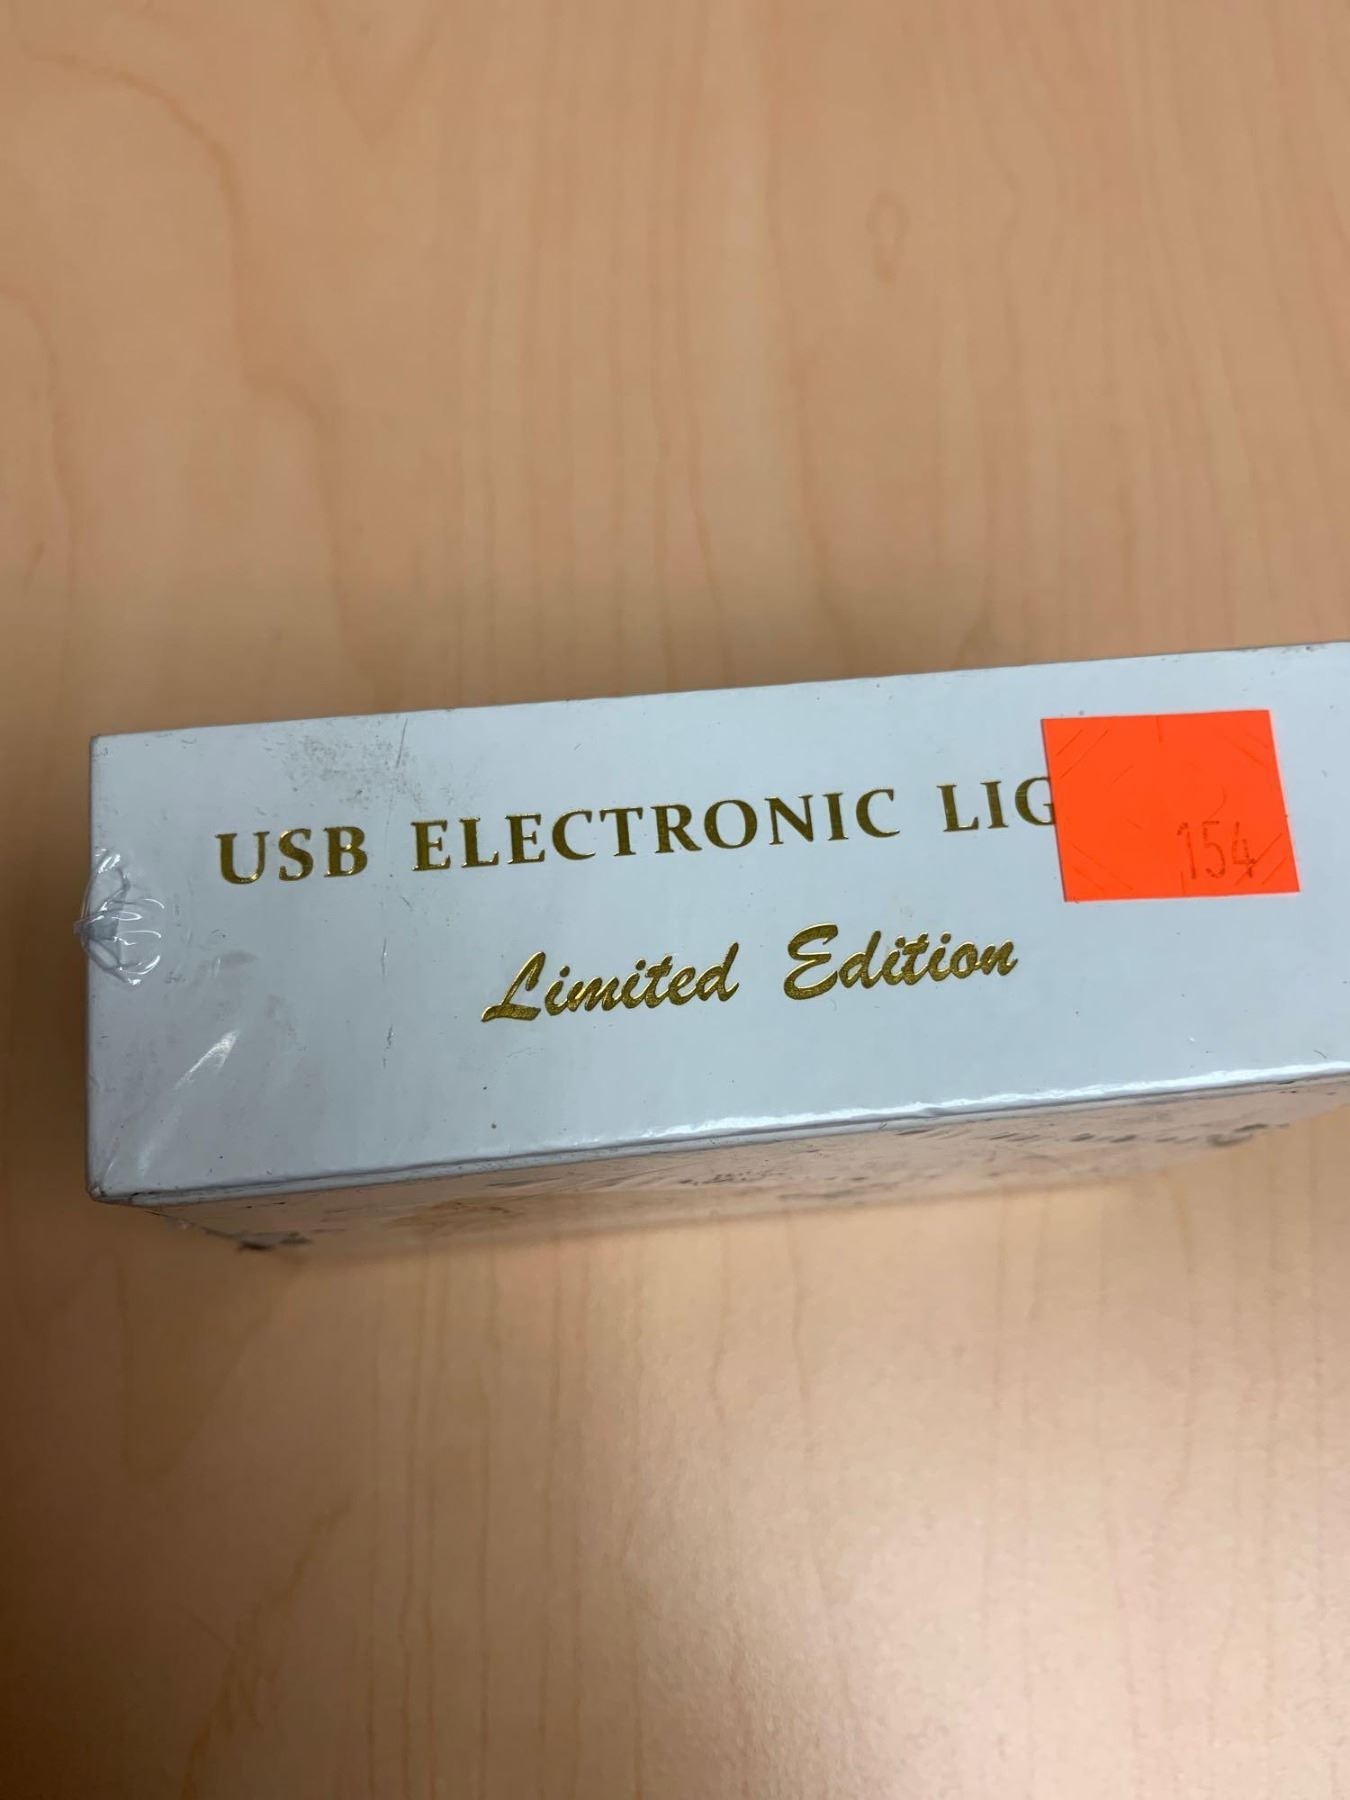 USB ELECTRONIC LIG
154
Limited Edition